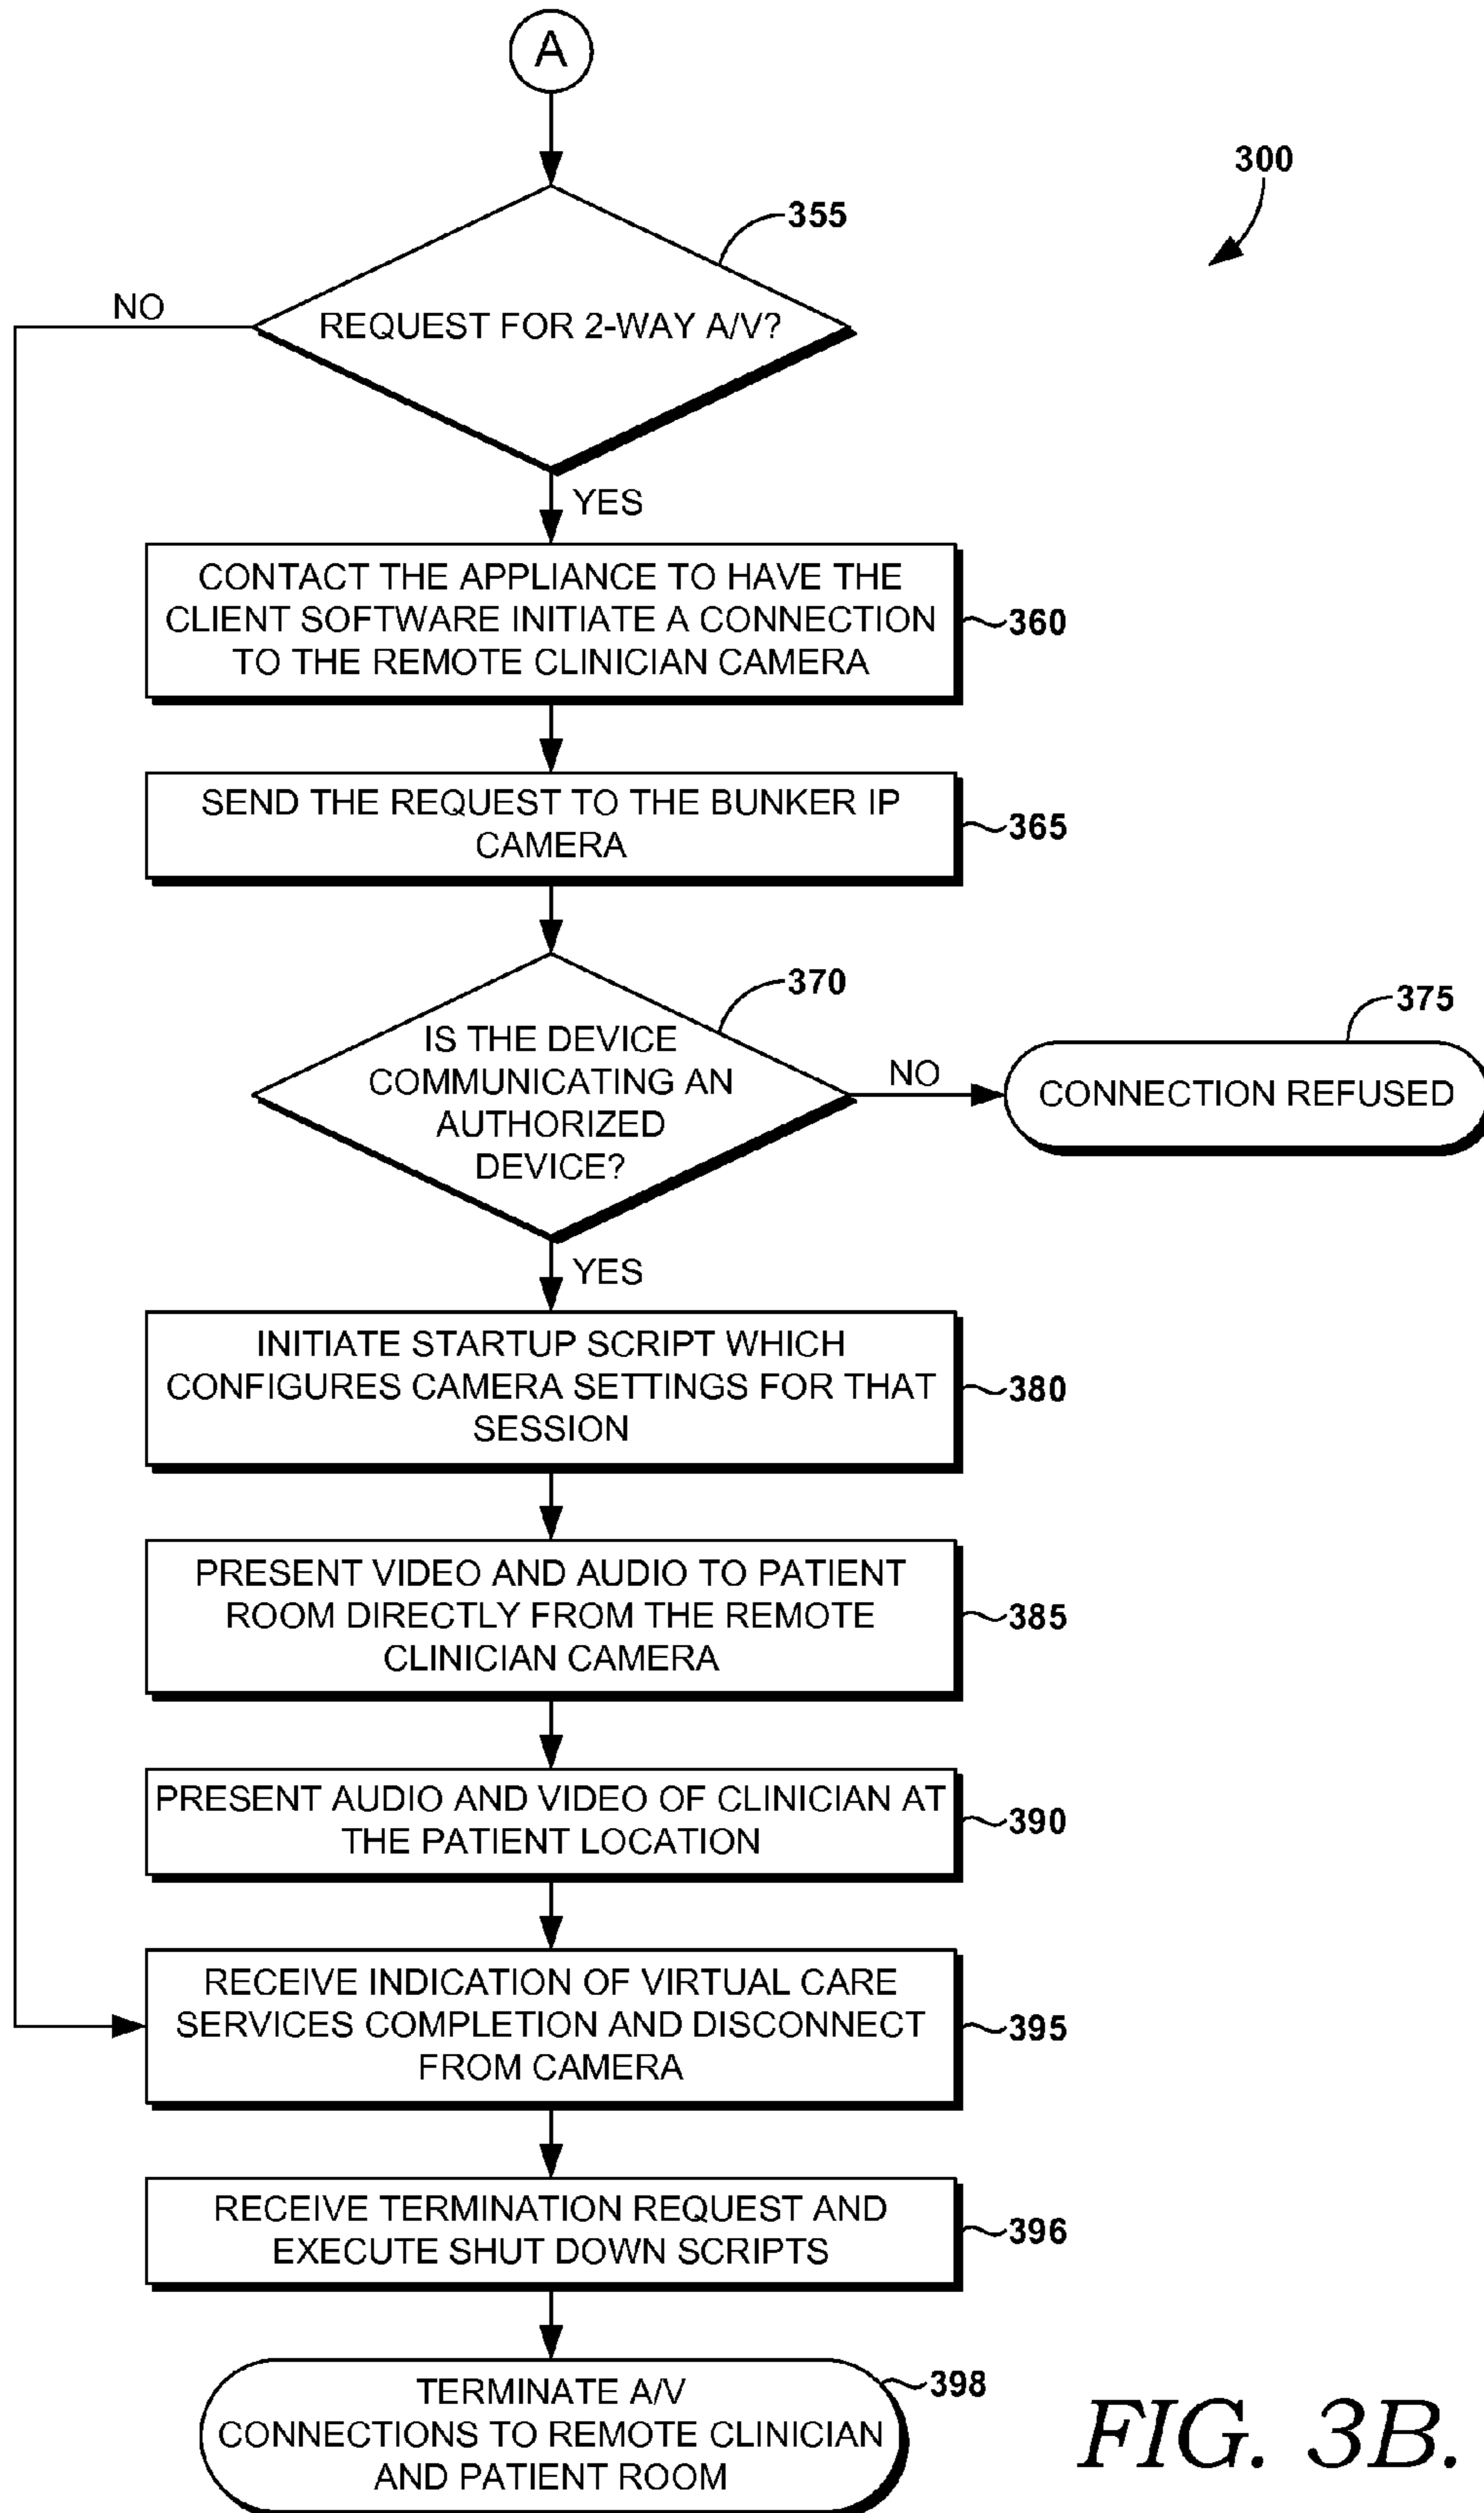 A
300
355
NO
REQUEST FOR 2-WAY A/V?
YES
CONTACT THE APPLIANCE TO HAVE THE
CLIENT SOFTWARE INITIATE A CONNECTION
TO THE REMOTE CLINICIAN CAMERA
360
SEND THE REQUEST TO THE BUNKER IP
CAMERA
365
370
IS THE DEVICE
COMMUNICATING AN
AUTHORIZED
DEVICE?
NO
375
CONNECTION REFUSED
YES
INITIATE STARTUP SCRIPT WHICH
CONFIGURES CAMERA SETTINGS FOR THAT
SESSION
380
PRESENT VIDEO AND AUDIO TO PATIENT
ROOM DIRECTLY FROM THE REMOTE
CLINICIAN CAMERA
385
PRESENT AUDIO AND VIDEO OF CLINICIAN AT
THE PATIENT LOCATION
390
RECEIVE INDICATION OF VIRTUAL CARE
SERVICES COMPLETION AND DISCONNECT
FROM CAMERA
395
RECEIVE TERMINATION REQUEST AND
EXECUTE SHUT DOWN SCRIPTS
396
TERMINATE A/V
CONNECTIONS TO REMOTE CLINICIAN
AND PATIENT ROOM
398
FIG. 3B.